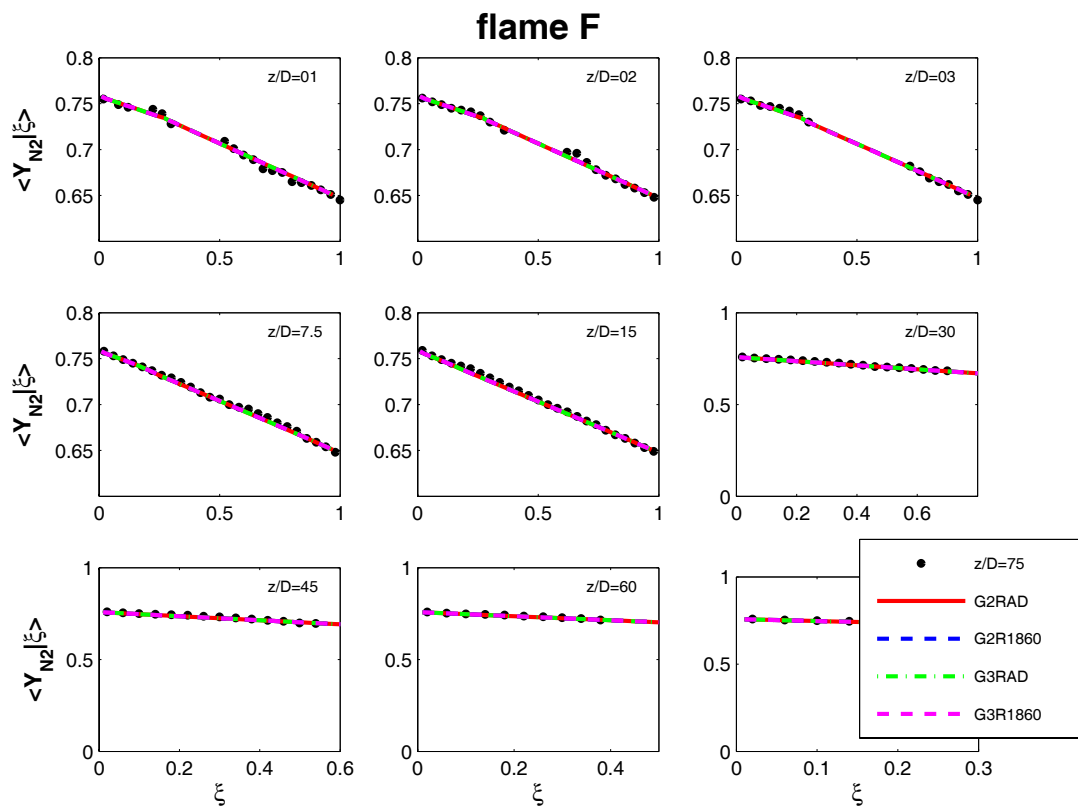 flame F
<Y_N2|ξ>
0.8
0.75
0.7
0.65
z/D=01
0 0.5 1
0.8
0.75
0.7
0.65
z/D=02
0 0.5 1
0.8
0.75
0.7
0.65
z/D=03
0 0.5 1
<Y_N2|ξ>
0.8
0.75
0.7
0.65
z/D=7.5
0 0.5 1
0.8
0.75
0.7
0.65
z/D=15
0 0.5 1
1
0.5
0
z/D=30
0 0.2 0.4 0.6
<Y_N2|ξ>
1
0.5
0
z/D=45
0 0.2 0.4 0.6
ξ
1
0.5
0
z/D=60
0 0.2 0.4
ξ
1
0.5
0
0 0.1 0.2 0.3
ξ
z/D=75
G2RAD
G2R1860
G3RAD
G3R1860